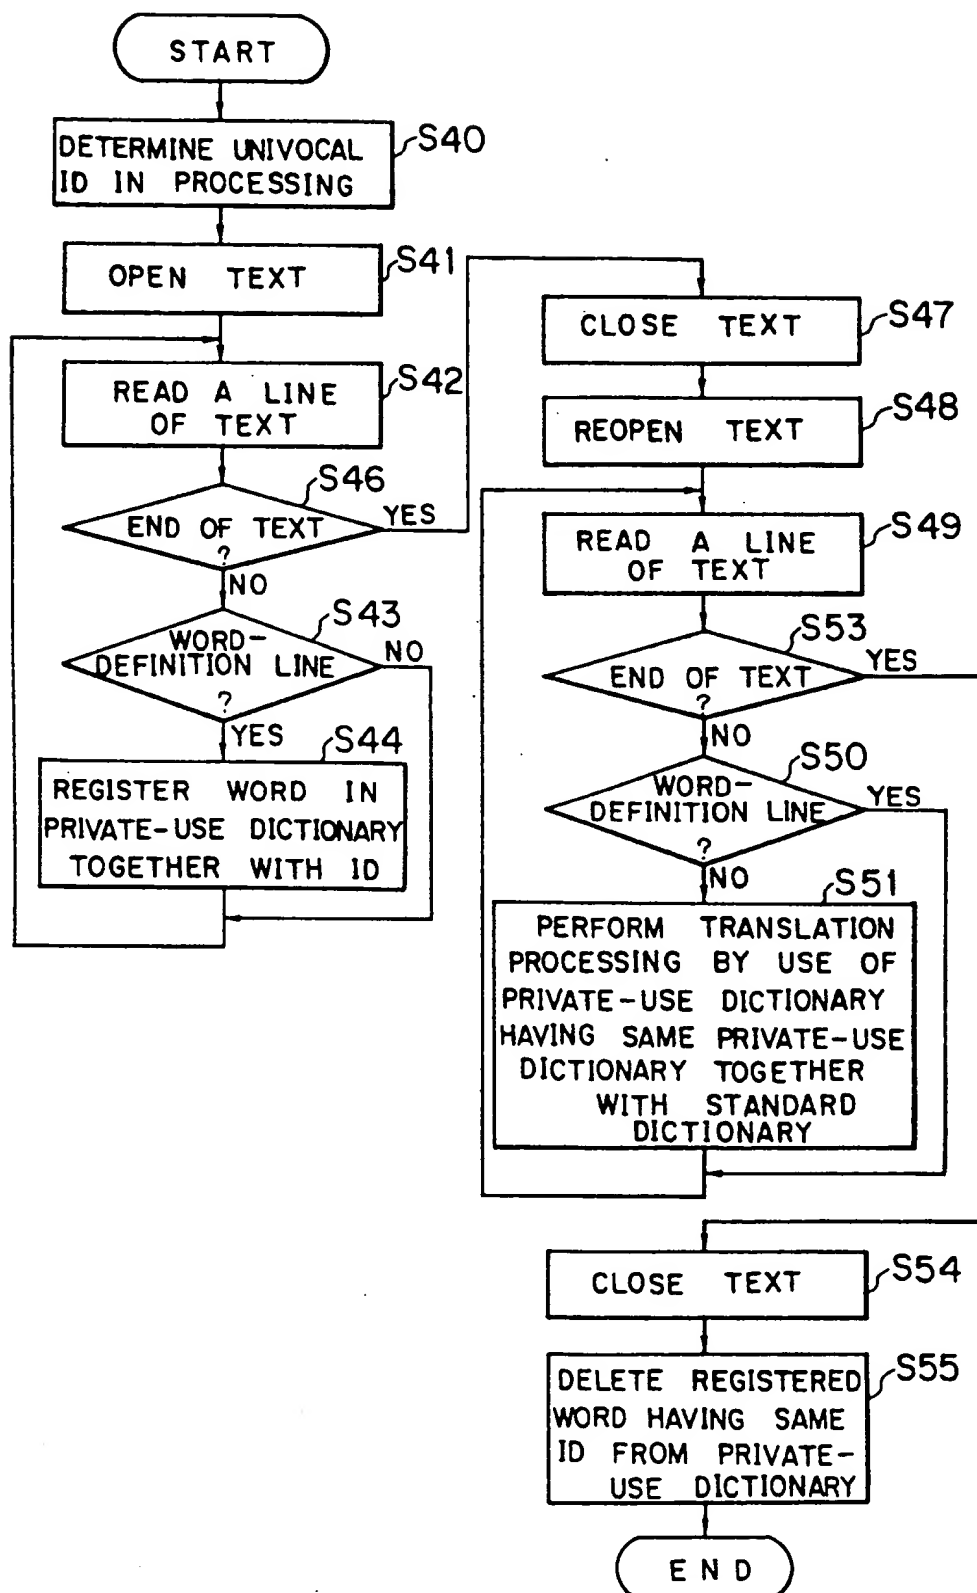 START
S40
DETERMINE UNIVOCAL
ID IN PROCESSING
S41
OPEN TEXT
S42
READ A LINE
OF TEXT
S46
END OF TEXT
?
YES
NO
S43
WORD-
DEFINITION LINE
?
NO
YES
S44
REGISTER WORD IN
PRIVATE-USE DICTIONARY
TOGETHER WITH ID
S47
CLOSE TEXT
S48
REOPEN TEXT
S49
READ A LINE
OF TEXT
S53
END OF TEXT
?
YES
NO
S50
WORD-
DEFINITION LINE
?
YES
NO
S51
PERFORM TRANSLATION
PROCESSING BY USE OF
PRIVATE-USE DICTIONARY
HAVING SAME PRIVATE-USE
DICTIONARY TOGETHER
WITH STANDARD
DICTIONARY
S54
CLOSE TEXT
S55
DELETE REGISTERED
WORD HAVING SAME
ID FROM PRIVATE-
USE DICTIONARY
END